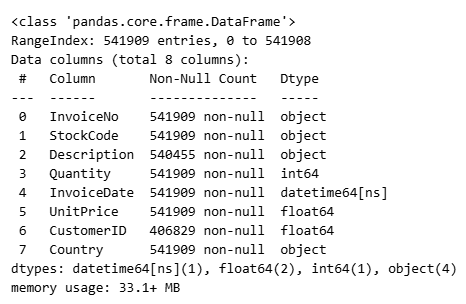 <class 'pandas.core.frame.DataFrame'>
RangeIndex: 541909 entries, 0 to 541908
Data columns (total 8 columns):
 #   Column       Non-Null Count   Dtype
---  ------       --------------   -----
 0   InvoiceNo    541909 non-null  object
 1   StockCode    541909 non-null  object
 2   Description  540455 non-null  object
 3   Quantity     541909 non-null  int64
 4   InvoiceDate  541909 non-null  datetime64[ns]
 5   UnitPrice    541909 non-null  float64
 6   CustomerID   406829 non-null  float64
 7   Country      541909 non-null  object
dtypes: datetime64[ns](1), float64(2), int64(1), object(4)
memory usage: 33.1+ MB